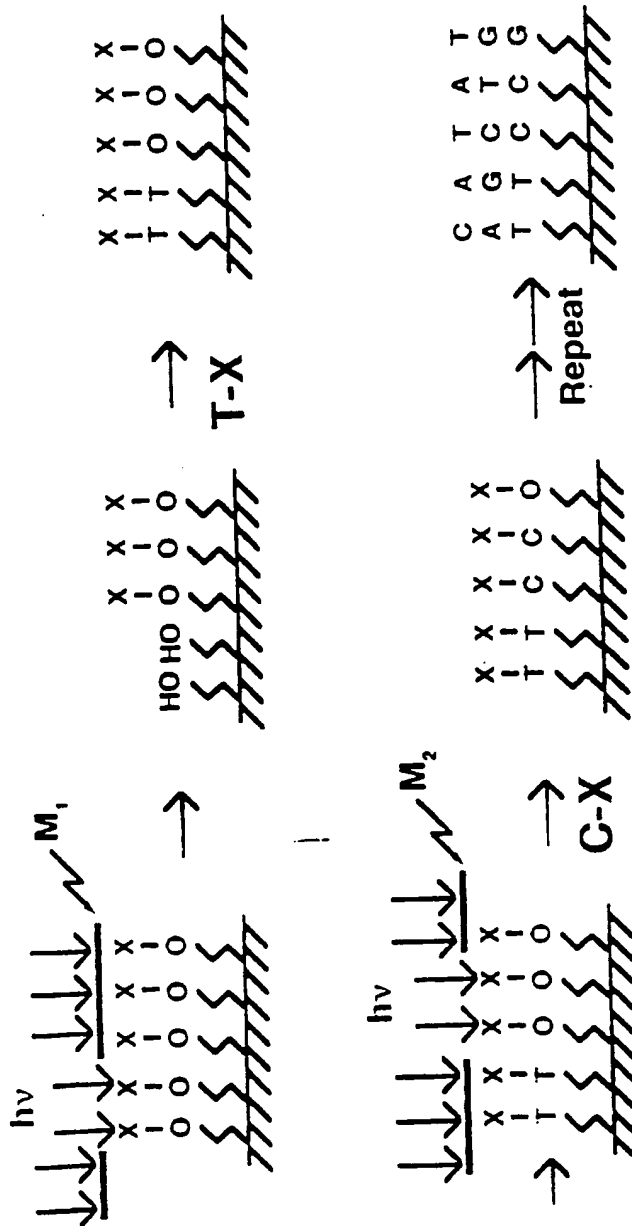 hν
M₁
X X X X X
O O O O O
X X X
HO HO O O O
T-X
X X X X X
T T O O O
hν
M₂
X X X X X
T T O O O
C-X
X X X X X
T T C C O
Repeat
C A T A T
A G C T G
T T C C G